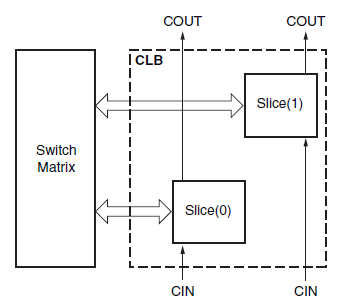 COUT COUT
CLB
Slice(1)
Switch
Matrix
Slice(0)
CIN CIN